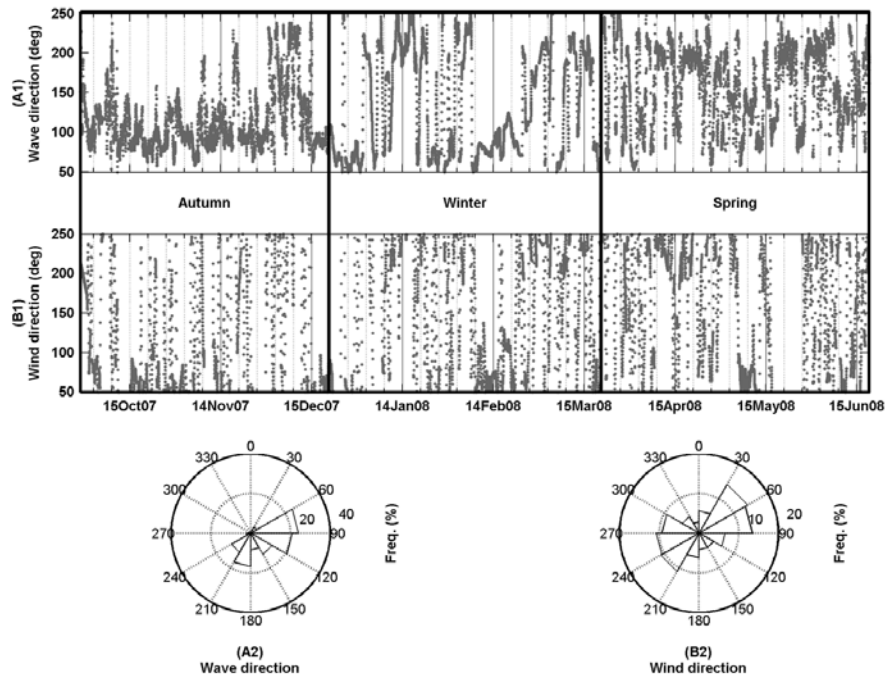 250
200
150
100
50
(A1)
Wave direction (deg)
Autumn
Winter
Spring
250
200
150
100
50
(B1)
Wind direction (deg)
15Oct07
14Nov07
15Dec07
14Jan08
14Feb08
15Mar08
15Apr08
15May08
15Jun08
0
30
60
90
120
150
180
210
240
270
300
330
20
40
Freq. (%)
(A2)
Wave direction
0
30
60
90
120
150
180
210
240
270
300
330
10
20
Freq. (%)
(B2)
Wind direction